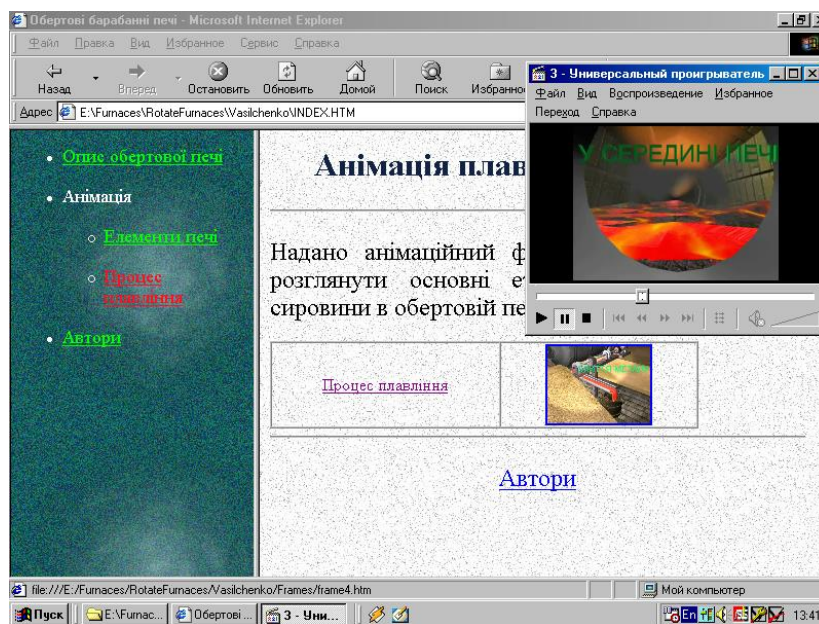 Обертові барабанні печі - Microsoft Internet Explorer
Файл Правка Вид Избранное Сервис Справка
Назад Вперед Остановить Обновить Домой Поиск Избранно
Адрес E:\Furnaces\RotateFurnaces\Vasilchenko\INDEX.HTM
Опис обертової печі
Анімація
Елементи печі
Процес
плавління
Автори
Анімація плав
Надано анімаційний ф
розглянути основні е
сировини в обертовій пе
Процес плавління
Автори
3 - Универсальный проигрыватель
Файл Вид Воспроизведение Избранное
Переход Справка
У СЕРЕДИНІ ПЕЧІ
file:///E:/Furnaces/RotateFurnaces/Vasilchenko/Frames/frame4.htm
Мой компьютер
Пуск E:\Furnac... Обертові ... 3 - Уни... En 13:41